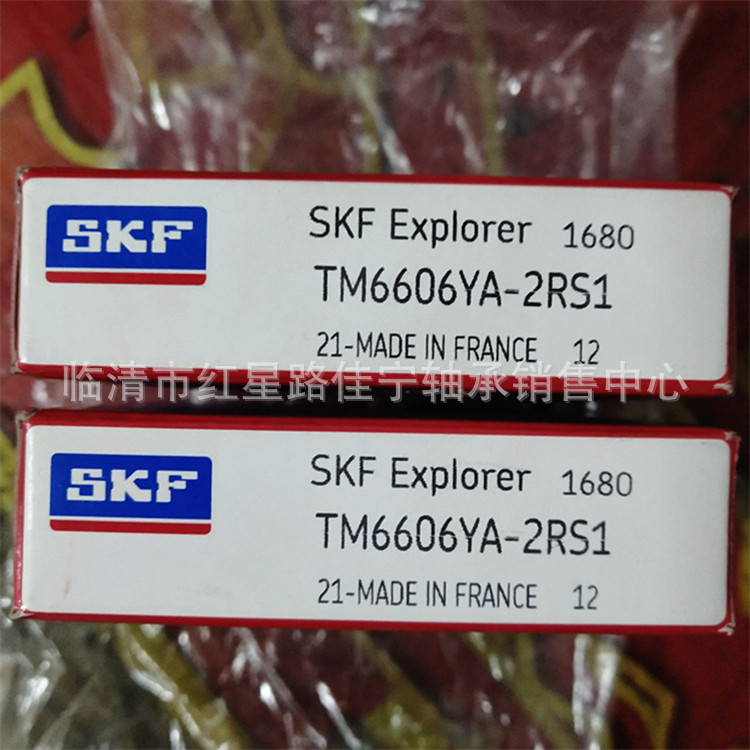 SKF
SKF Explorer 1680
TM6606YA-2RS1
21-MADE IN FRANCE 12
临清市红星路佳宁轴承销售中心
SKF
SKF Explorer 1680
TM6606YA-2RS1
21-MADE IN FRANCE 12